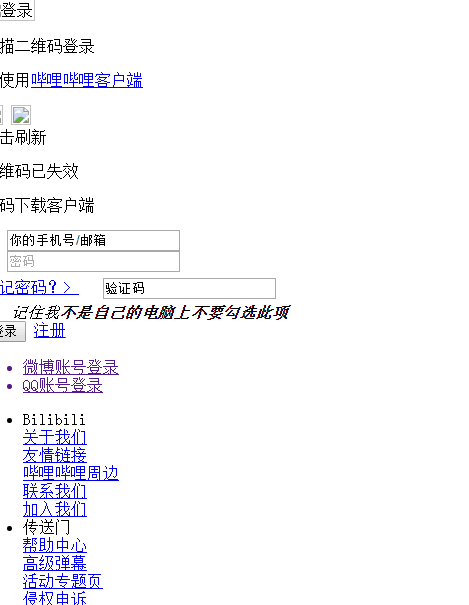 登录
描二维码登录
使用哔哩哔哩客户端
击刷新
维码已失效
码下载客户端
你的手机号/邮箱
密码
记密码？> 验证码
记住我不是自己的电脑上不要勾选此项
登录 注册
微博账号登录
QQ账号登录
Bilibili
关于我们
友情链接
哔哩哔哩周边
联系我们
加入我们
传送门
帮助中心
高级弹幕
活动专题页
侵权申诉